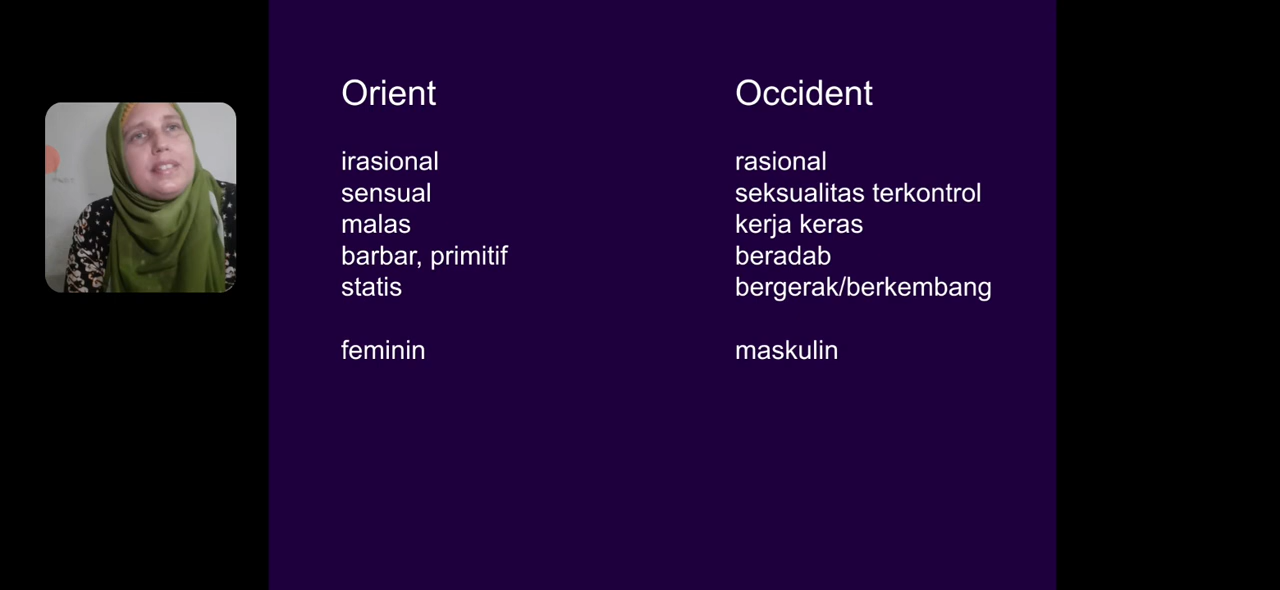 Orient
irasional
sensual
malas
barbar, primitif
statis
feminin
Occident
rasional
seksualitas terkontrol
kerja keras
beradab
bergerak/berkembang
maskulin